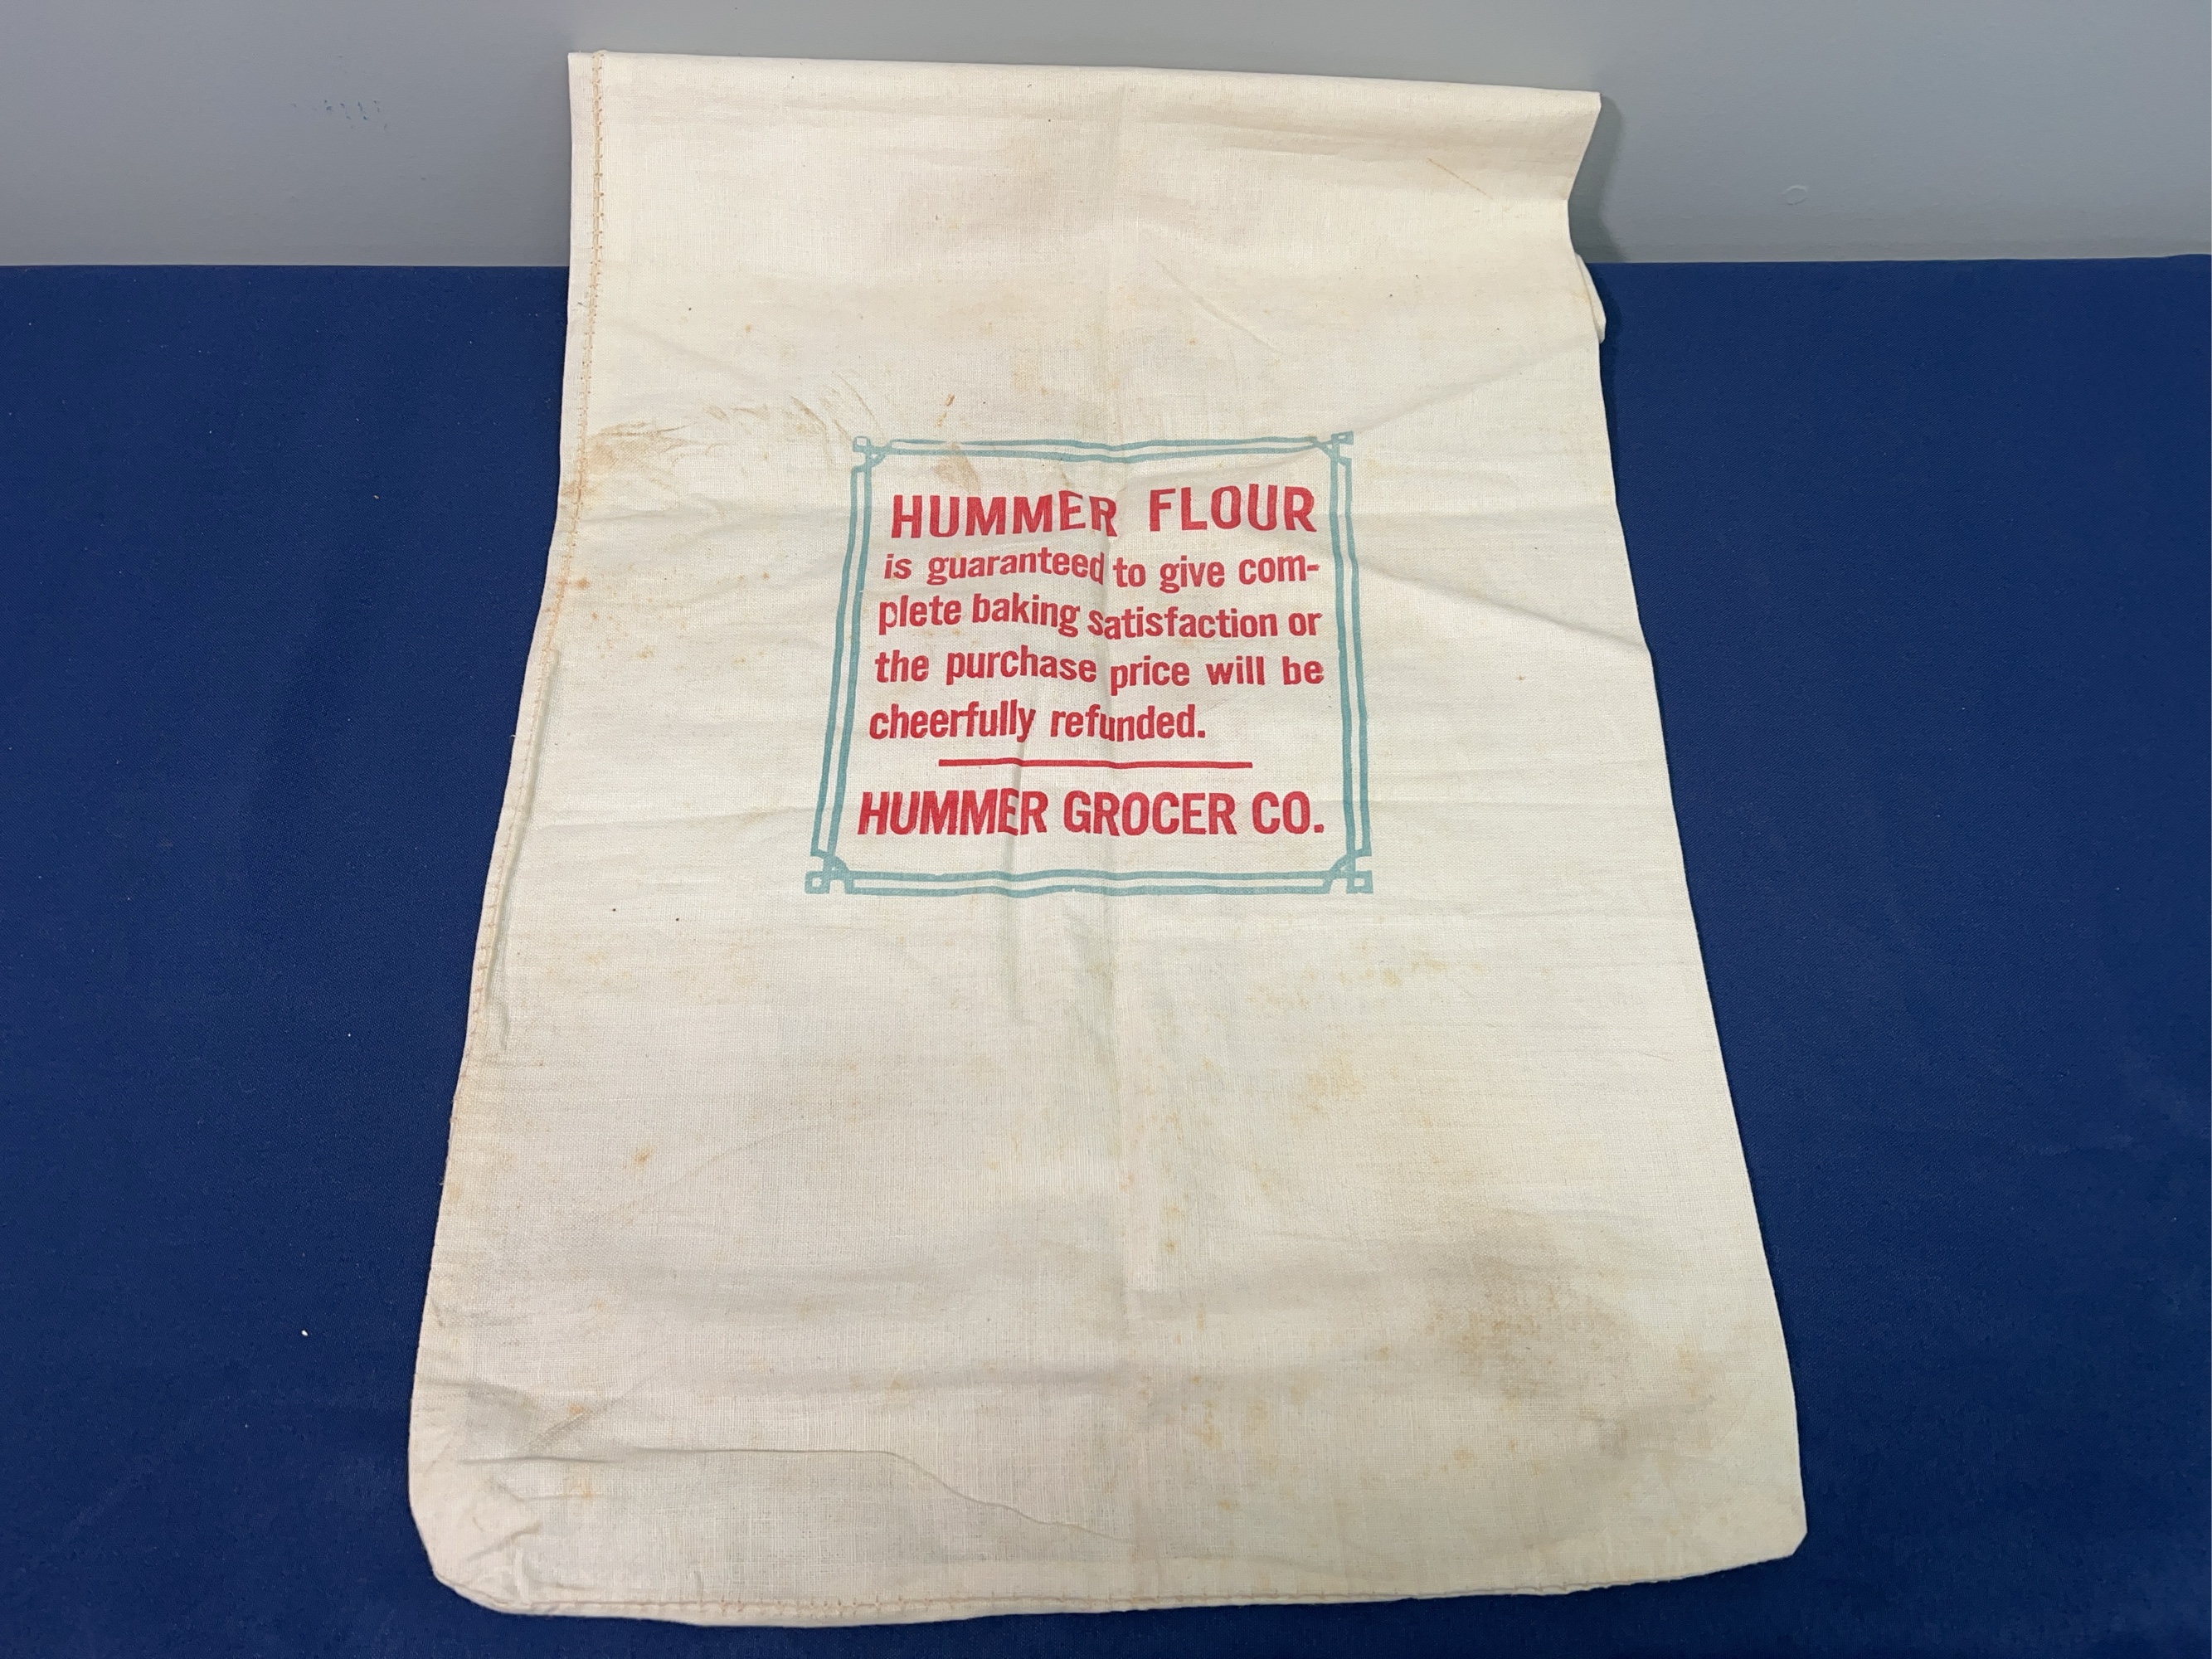 HUMMER FLOUR
is guaranteed to give com-
plete baking satisfaction or
the purchase price will be
cheerfully refunded.
HUMMER GROCER CO.